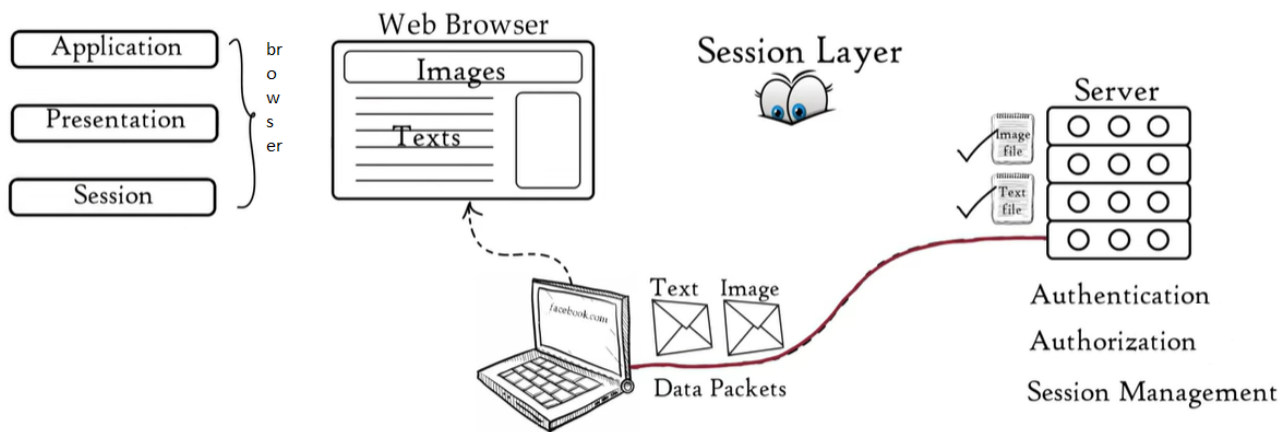 Application
Presentation
Session
br
o
w
s
er
Web Browser
Images
Texts
Session Layer
Server
Image
file
Text
file
facebook.com
Text Image
Data Packets
Authentication
Authorization
Session Management